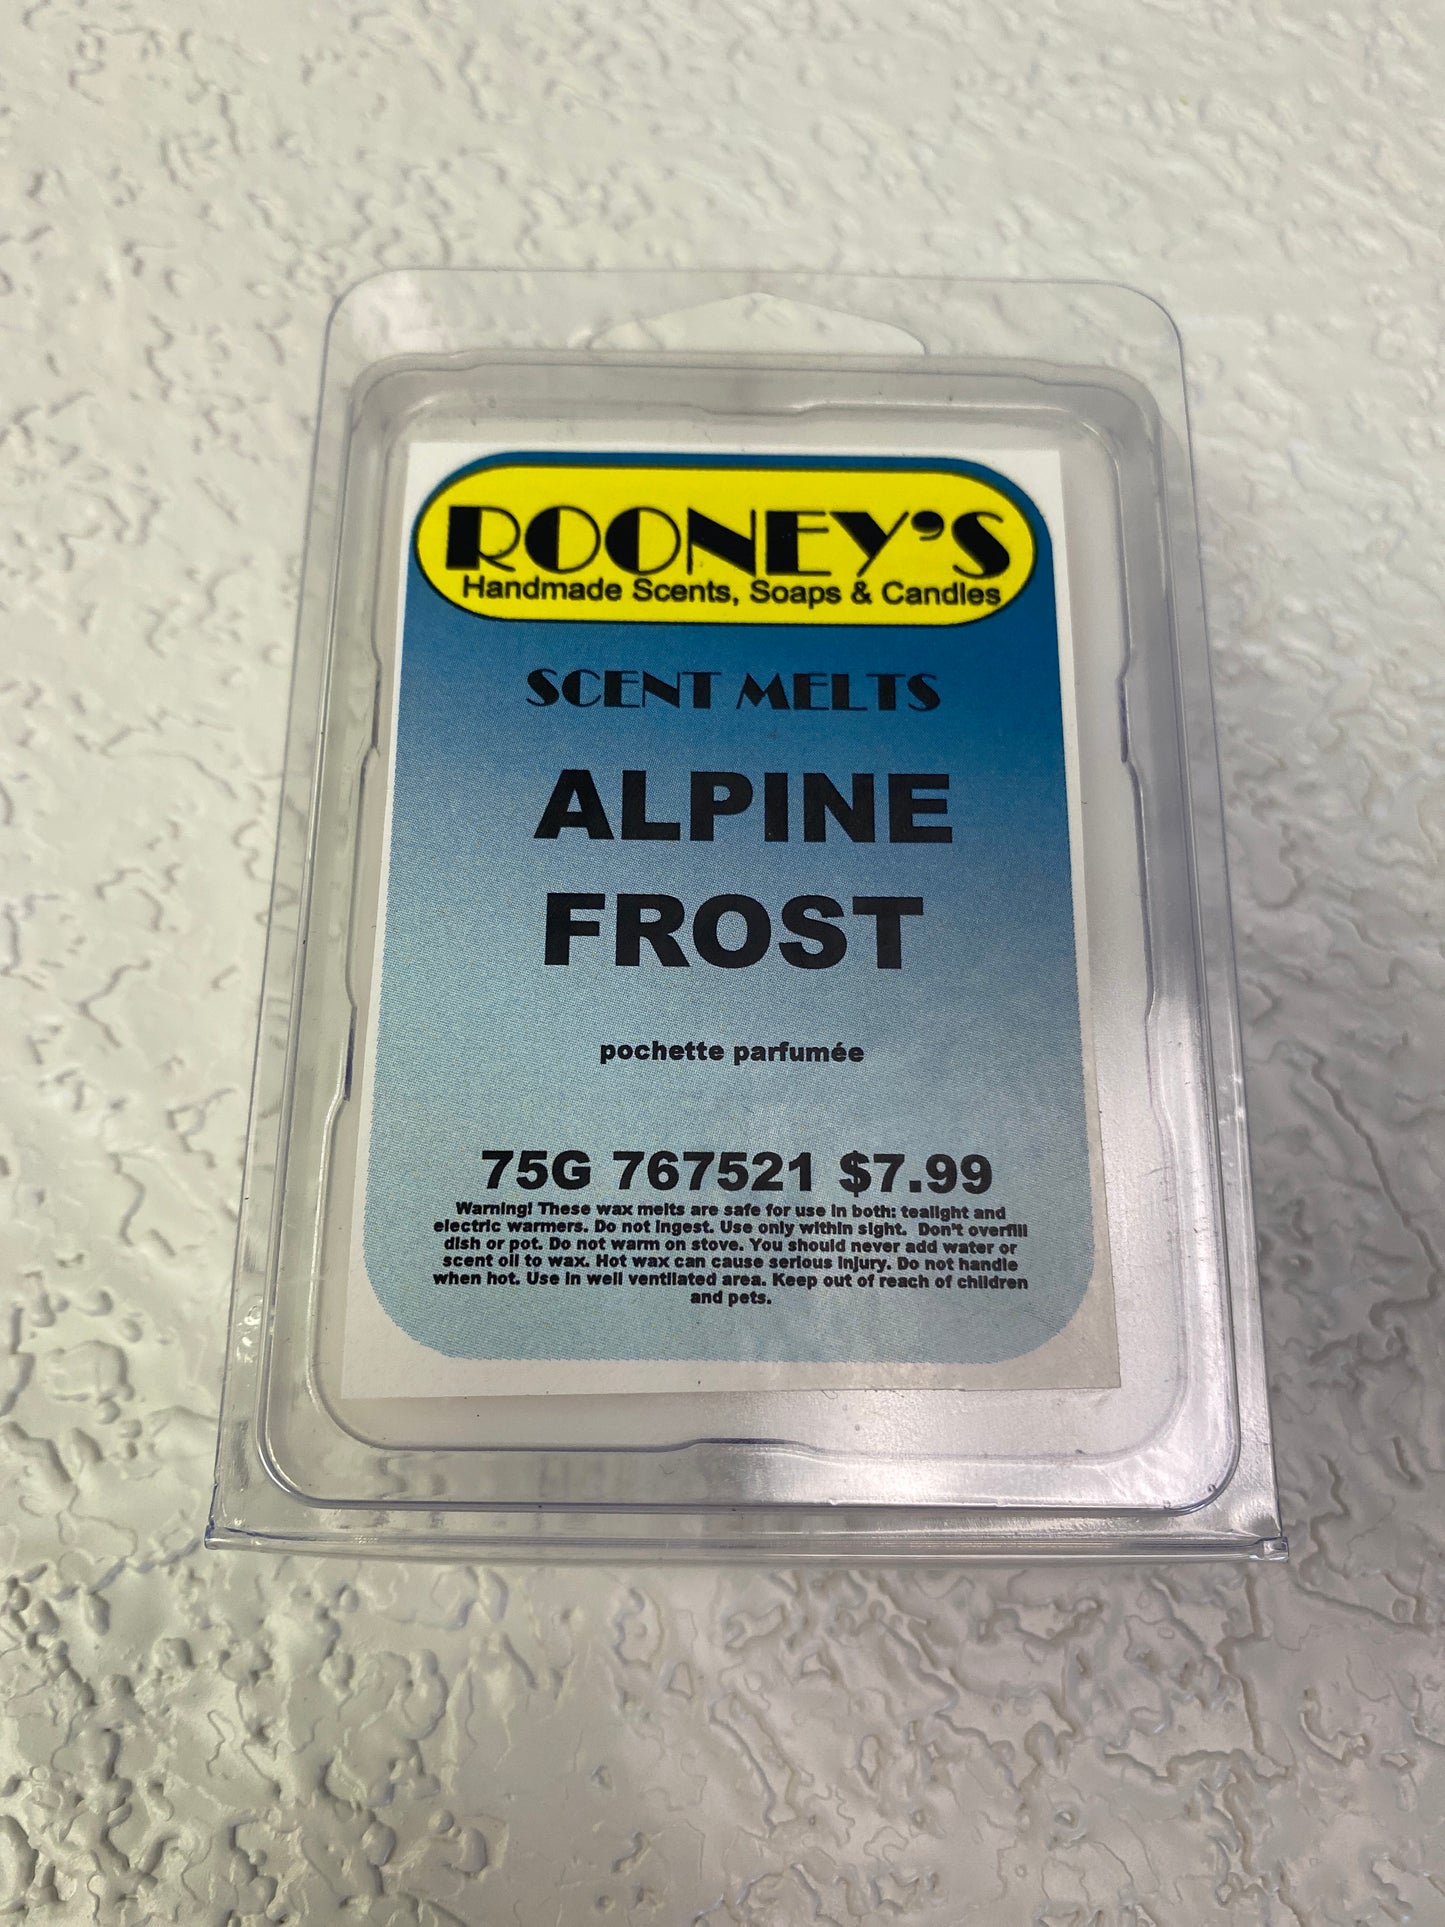 ROONEY'S
Handmade Scents, Soaps & Candles
SCENT MELTS
ALPINE
FROST
pochette parfumée
75G 767521 $7.99
Warning! These wax melts are safe for use in both: tealight and
electric warmers. Do not ingest. Use only within sight. Don't overfill
dish or pot. Do not warm on stove. You should never add water or
scent oil to wax. Hot wax can cause serious injury. Do not handle
when hot. Use in well ventilated area. Keep out of reach of children
and pets.